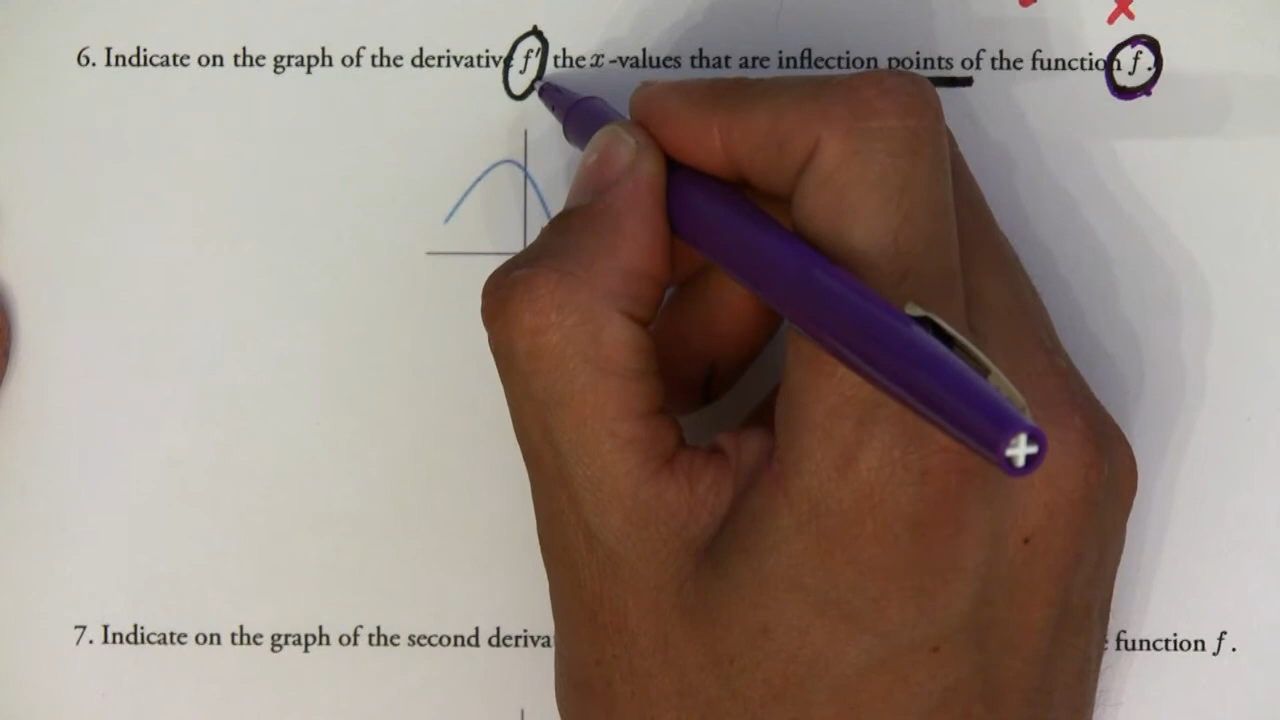 6. Indicate on the graph of the derivative f' the x-values that are inflection points of the function f.
7. Indicate on the graph of the second function f.